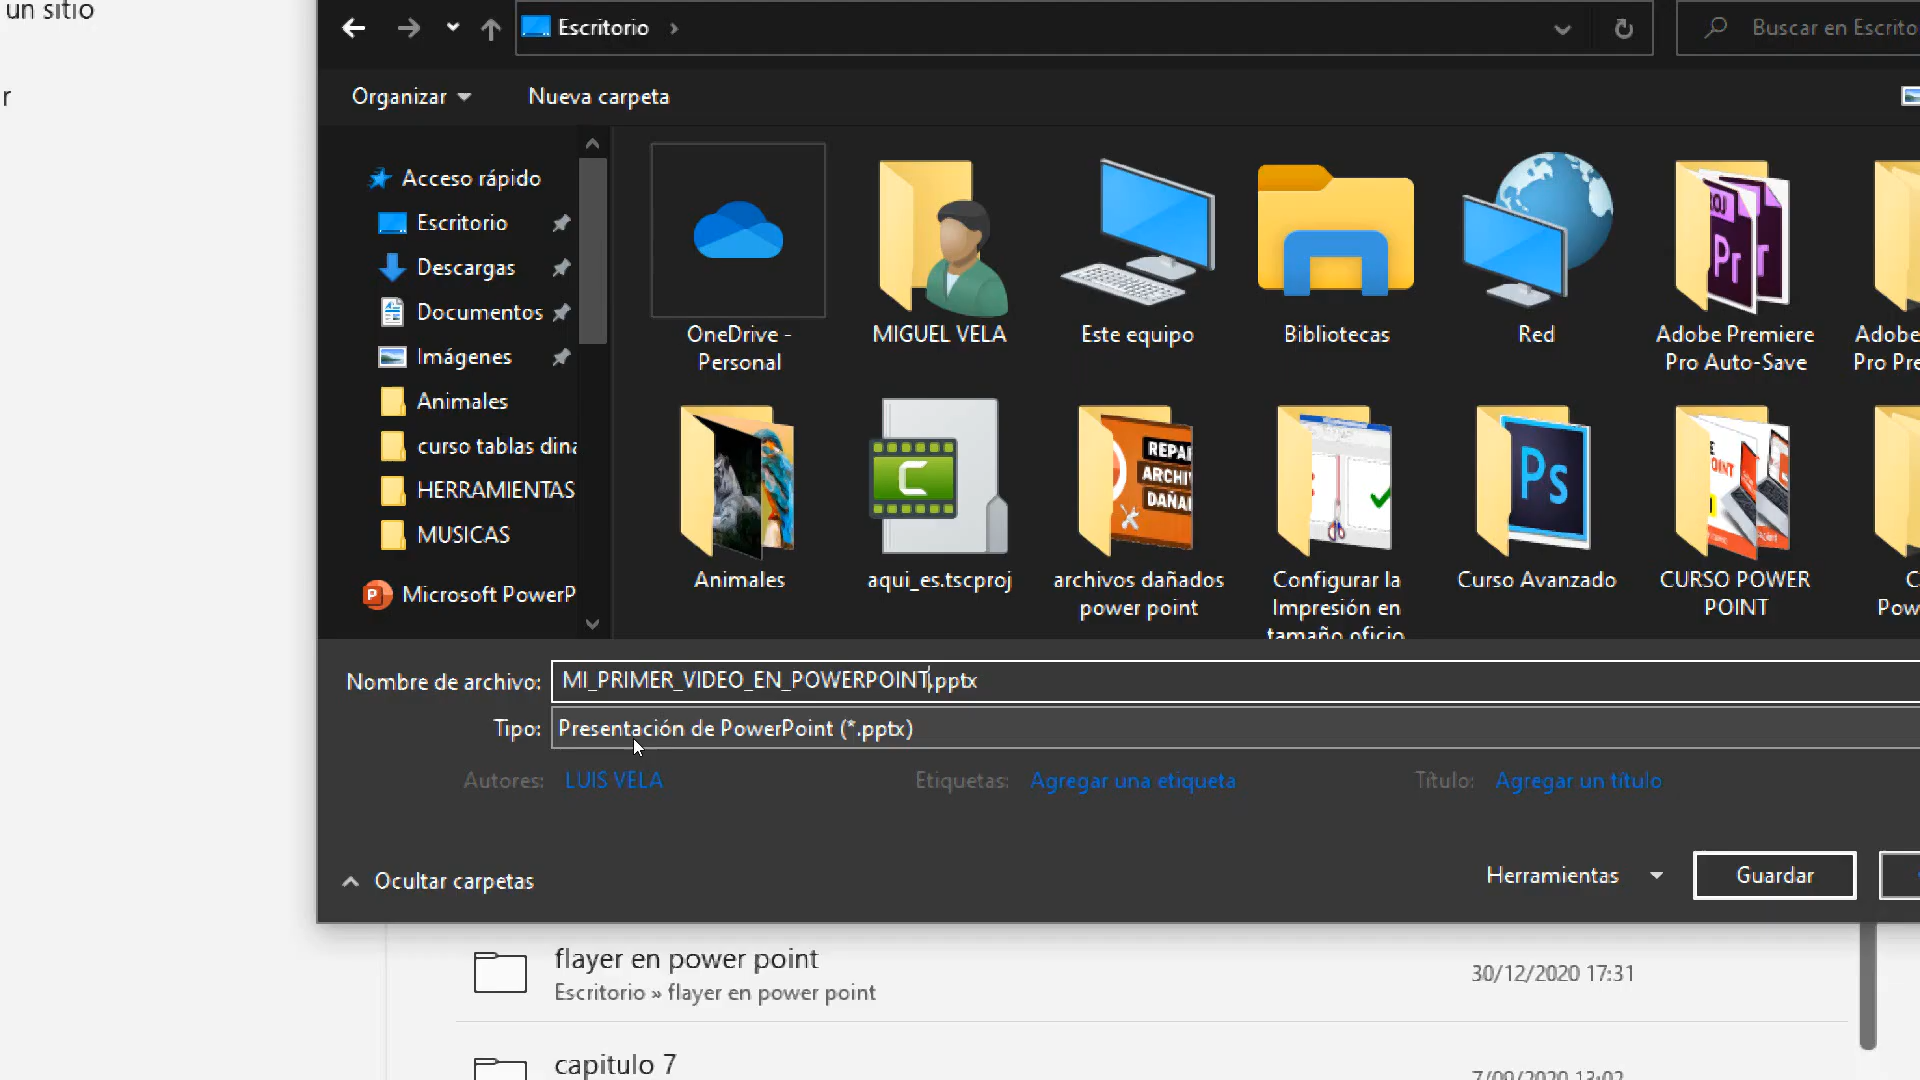 un sitio
r
Escritorio
Buscar en Escrito
Organizar
Nueva carpeta
Acceso rápido
Escritorio
Descargas
Documentos
Imágenes
Animales
curso tablas dina
HERRAMIENTAS
MUSICAS
Microsoft PowerP
OneDrive -
Personal
MIGUEL VELA
Este equipo
Bibliotecas
Red
Adobe Premiere
Pro Auto-Save
Adobe
Pro Pre
Animales
aqui_es.tscproj
archivos dañados
power point
Configurar la
Impresión en
tamaño oficio
Curso Avanzado
CURSO POWER
POINT
C
Pow
Pr
REPA
ARCHI
DAÑA
Ps
Nombre de archivo: MI_PRIMER_VIDEO_EN_POWERPOINT.pptx
Tipo: Presentación de PowerPoint (*.pptx)
Autores: LUIS VELA
Etiquetas: Agregar una etiqueta
Título: Agregar un título
Ocultar carpetas
Herramientas
Guardar
flayer en power point
Escritorio » flayer en power point
30/12/2020 17:31
capitulo 7
7/09/2020 13:02